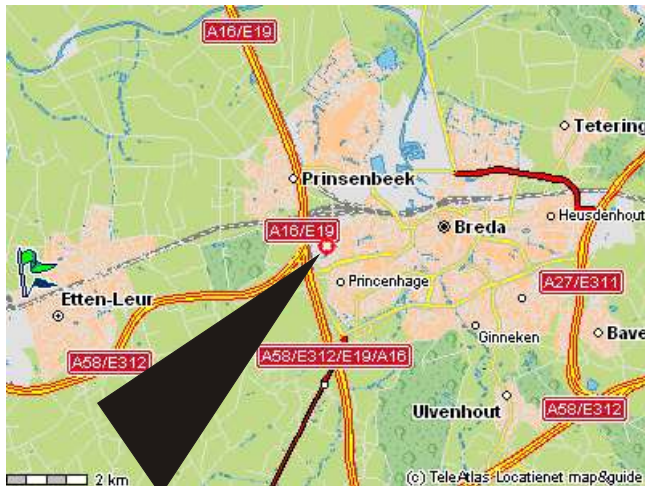 A16/E19
Tetering
Prinsenbeek
Heusdenhout
A16/E19
Breda
Princenhage
A27/E311
Etten-Leur
Ginneken
Bave
A58/E312
A58/E312/E19/A16
Ulvenhout
A58/E312
2 km
(c) TeleAtlas Locatienet map&guide